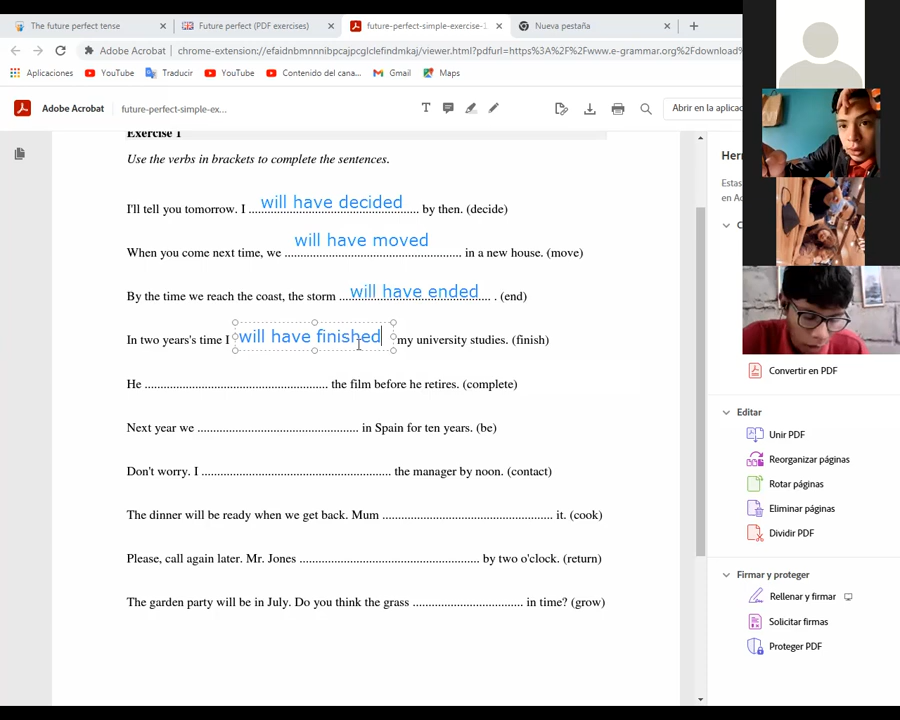 The future perfect tense
Future perfect (PDF exercises)
future-perfect-simple-exercise-1
Nueva pestaña
Adobe Acrobat | chrome-extension://efaidnbmnnnibpcajpcglclefindmkaj/viewer.html?pdfurl=https%3A%2F%2Fwww.e-grammar.org%2Fdownload%
Aplicaciones
YouTube
Traducir
YouTube
Contenido del cana...
Gmail
Maps
Adobe Acrobat
future-perfect-simple-ex...
Abrir en la aplicac
Exercise 1
Use the verbs in brackets to complete the sentences.
I'll tell you tomorrow. I will have decided by then. (decide)
When you come next time, we will have moved in a new house. (move)
By the time we reach the coast, the storm will have ended . (end)
In two years's time I will have finished my university studies. (finish)
He ........................................................ the film before he retires. (complete)
Next year we .................................................. in Spain for ten years. (be)
Don't worry. I .......................................................... the manager by noon. (contact)
The dinner will be ready when we get back. Mum .................................................... it. (cook)
Please, call again later. Mr. Jones ....................................................... by two o'clock. (return)
The garden party will be in July. Do you think the grass .................................. in time? (grow)
Herr
Estas
en Ad
Convertir en PDF
Editar
Unir PDF
Reorganizar páginas
Rotar páginas
Eliminar páginas
Dividir PDF
Firmar y proteger
Rellenar y firmar
Solicitar firmas
Proteger PDF